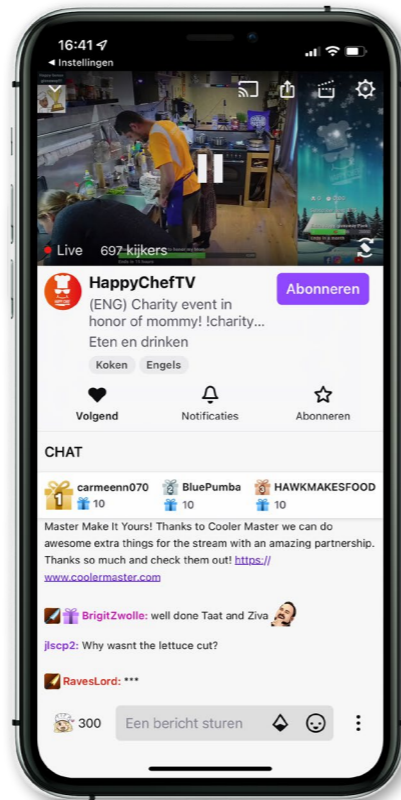 16:41
◀ Instellingen
Live 697 kijkers
HappyChefTV
Abonneren
(ENG) Charity event in
honor of mommy! !charity...
Eten en drinken
Koken Engels
Volgend Notificaties Abonneren
CHAT
1 carmeenn070 2 BluePumba 3 HAWKMAKESFOOD
10 10 10
Master Make It Yours! Thanks to Cooler Master we can do
awesome extra things for the stream with an amazing partnership.
Thanks so much and check them out! https://
www.coolermaster.com
BrigitZwolle: well done Taat and Ziva
jlscp2: Why wasnt the lettuce cut?
RavesLord: ***
300 Een bericht sturen